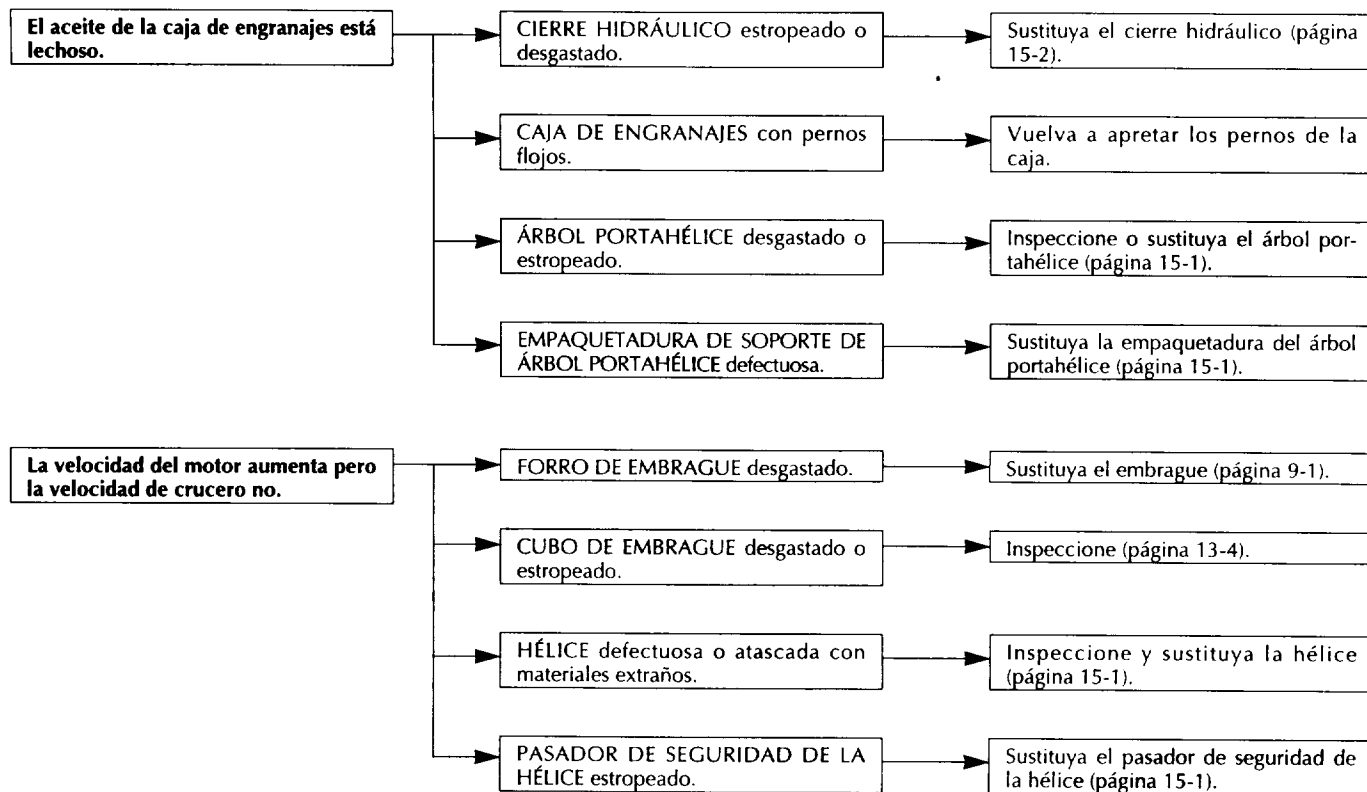 El aceite de la caja de engranajes está
lechoso.
CIERRE HIDRÁULICO estropeado o
desgastado.
Sustituya el cierre hidráulico (página
15-2).
CAJA DE ENGRANAJES con pernos
flojos.
Vuelva a apretar los pernos de la
caja.
ÁRBOL PORTAHÉLICE desgastado o
estropeado.
Inspeccione o sustituya el árbol por-
tahélice (página 15-1).
EMPAQUETADURA DE SOPORTE DE
ÁRBOL PORTAHÉLICE defectuosa.
Sustituya la empaquetadura del árbol
portahélice (página 15-1).
La velocidad del motor aumenta pero
la velocidad de crucero no.
FORRO DE EMBRAGUE desgastado.
Sustituya el embrague (página 9-1).
CUBO DE EMBRAGUE desgastado o
estropeado.
Inspeccione (página 13-4).
HÉLICE defectuosa o atascada con
materiales extraños.
Inspeccione y sustituya la hélice
(página 15-1).
PASADOR DE SEGURIDAD DE LA
HÉLICE estropeado.
Sustituya el pasador de seguridad de
la hélice (página 15-1).